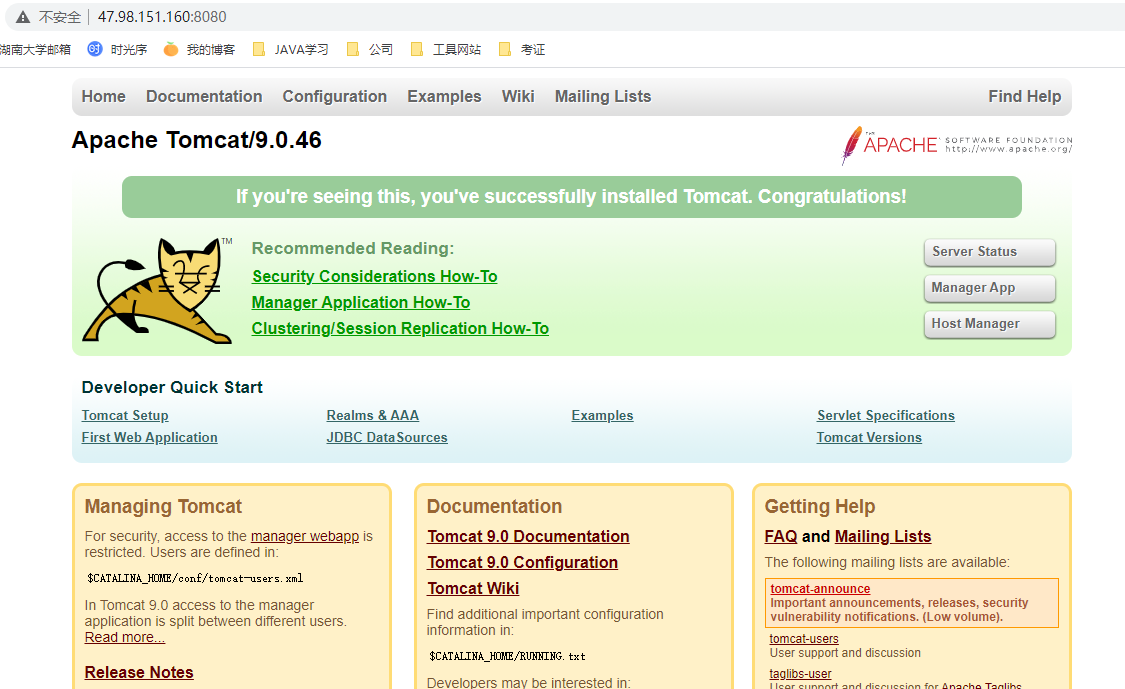 不安全 47.98.151.160:8080
湖南大学邮箱 时光序 我的博客 JAVA学习 公司 工具网站 考证
Home Documentation Configuration Examples Wiki Mailing Lists Find Help
Apache Tomcat/9.0.46
THE APACHE SOFTWARE FOUNDATION
http://www.apache.org/
If you're seeing this, you've successfully installed Tomcat. Congratulations!
TM
Recommended Reading:
Security Considerations How-To
Manager Application How-To
Clustering/Session Replication How-To
Server Status
Manager App
Host Manager
Developer Quick Start
Tomcat Setup
First Web Application
Realms & AAA
JDBC DataSources
Examples
Servlet Specifications
Tomcat Versions
Managing Tomcat
For security, access to the manager webapp is
restricted. Users are defined in:
$CATALINA_HOME/conf/tomcat-users.xml
In Tomcat 9.0 access to the manager
application is split between different users.
Read more...
Release Notes
Documentation
Tomcat 9.0 Documentation
Tomcat 9.0 Configuration
Tomcat Wiki
Find additional important configuration
information in:
$CATALINA_HOME/RUNNING.txt
Developers may be interested in:
Getting Help
FAQ and Mailing Lists
The following mailing lists are available:
tomcat-announce
Important announcements, releases, security
vulnerability notifications. (Low volume).
tomcat-users
User support and discussion
taglibs-user
User support and discussion for Apache Taglibs